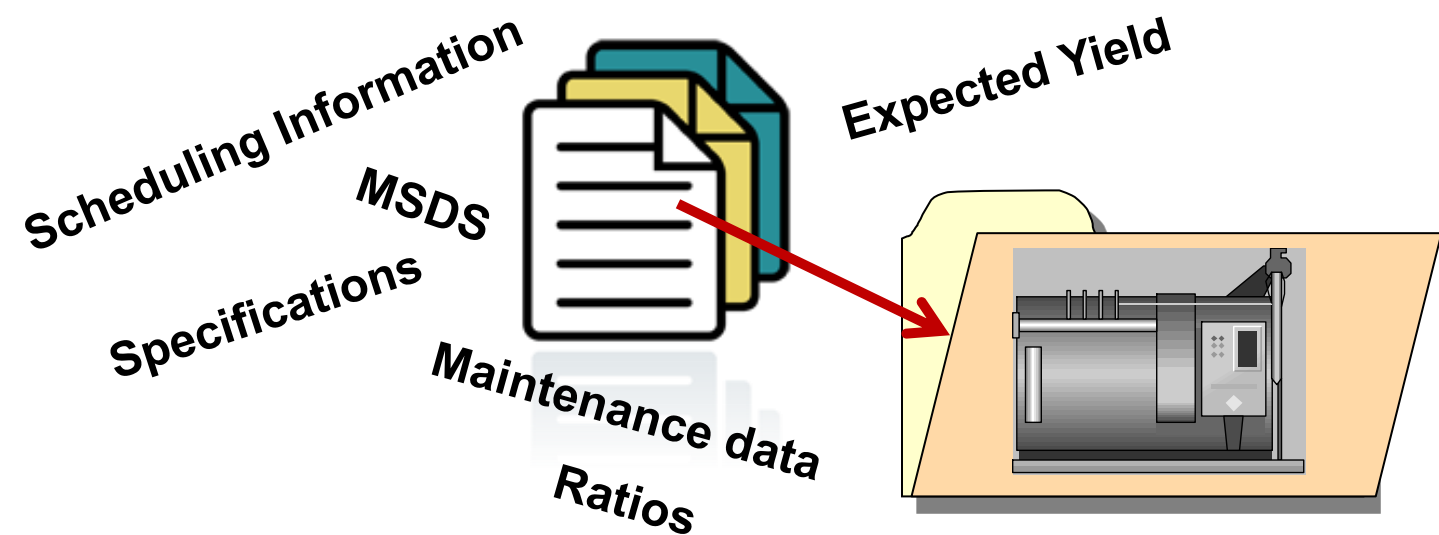 Scheduling Information
Expected Yield
MSDS
Specifications
Maintenance data
Ratios